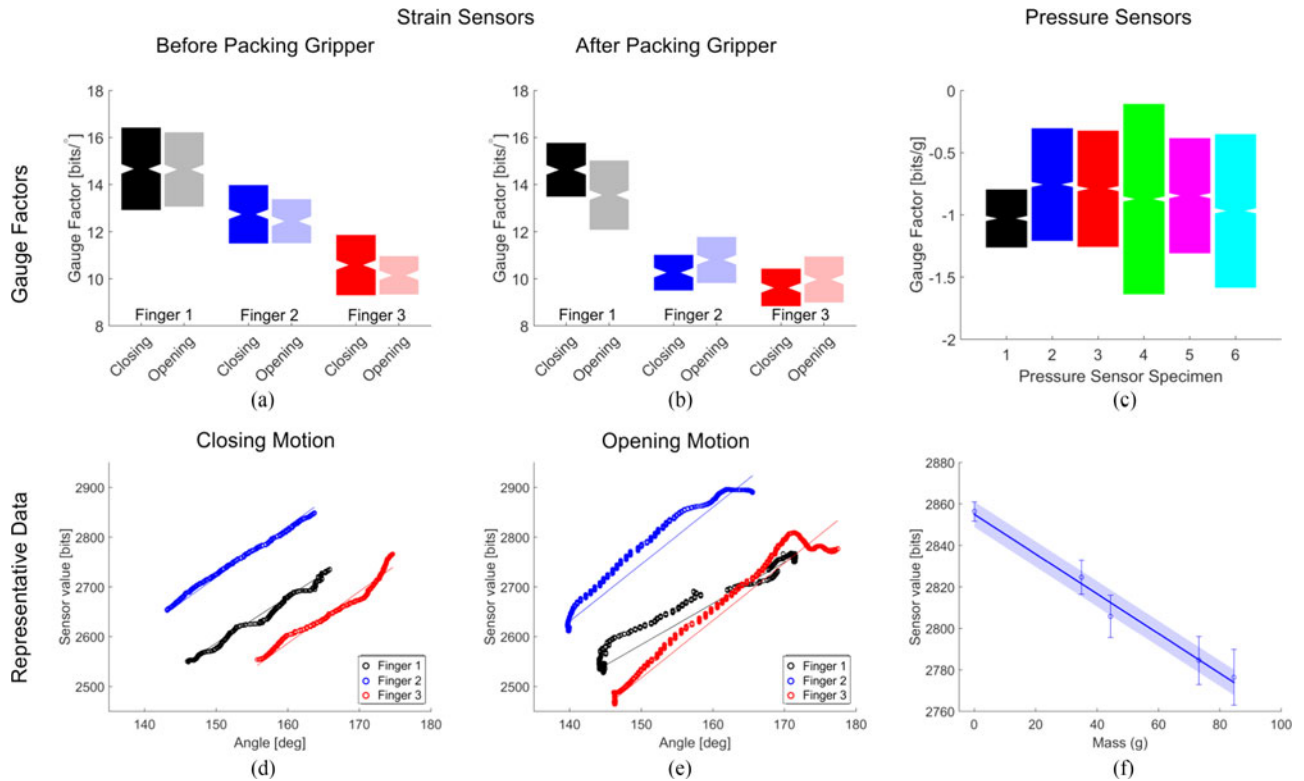 Strain Sensors
Pressure Sensors
Before Packing Gripper
After Packing Gripper
Gauge Factors
Gauge Factor [bits/°]
18
16
14
12
10
8
Finger 1
Finger 2
Finger 3
Closing
Opening
Closing
Opening
Closing
Opening
(a)
Gauge Factor [bits/°]
18
16
14
12
10
8
Finger 1
Finger 2
Finger 3
Closing
Opening
Closing
Opening
Closing
Opening
(b)
Gauge Factor [bits/g]
0
-0.5
-1
-1.5
-2
1 2 3 4 5 6
Pressure Sensor Specimen
(c)
Representative Data
Closing Motion
Sensor value [bits]
2900
2800
2700
2600
2500
140 150 160 170 180
Angle [deg]
Finger 1
Finger 2
Finger 3
(d)
Opening Motion
Sensor value [bits]
2900
2800
2700
2600
2500
140 150 160 170 180
Angle [deg]
Finger 1
Finger 2
Finger 3
(e)
Sensor value [bits]
2880
2860
2840
2820
2800
2780
2760
0 20 40 60 80 100
Mass (g)
(f)